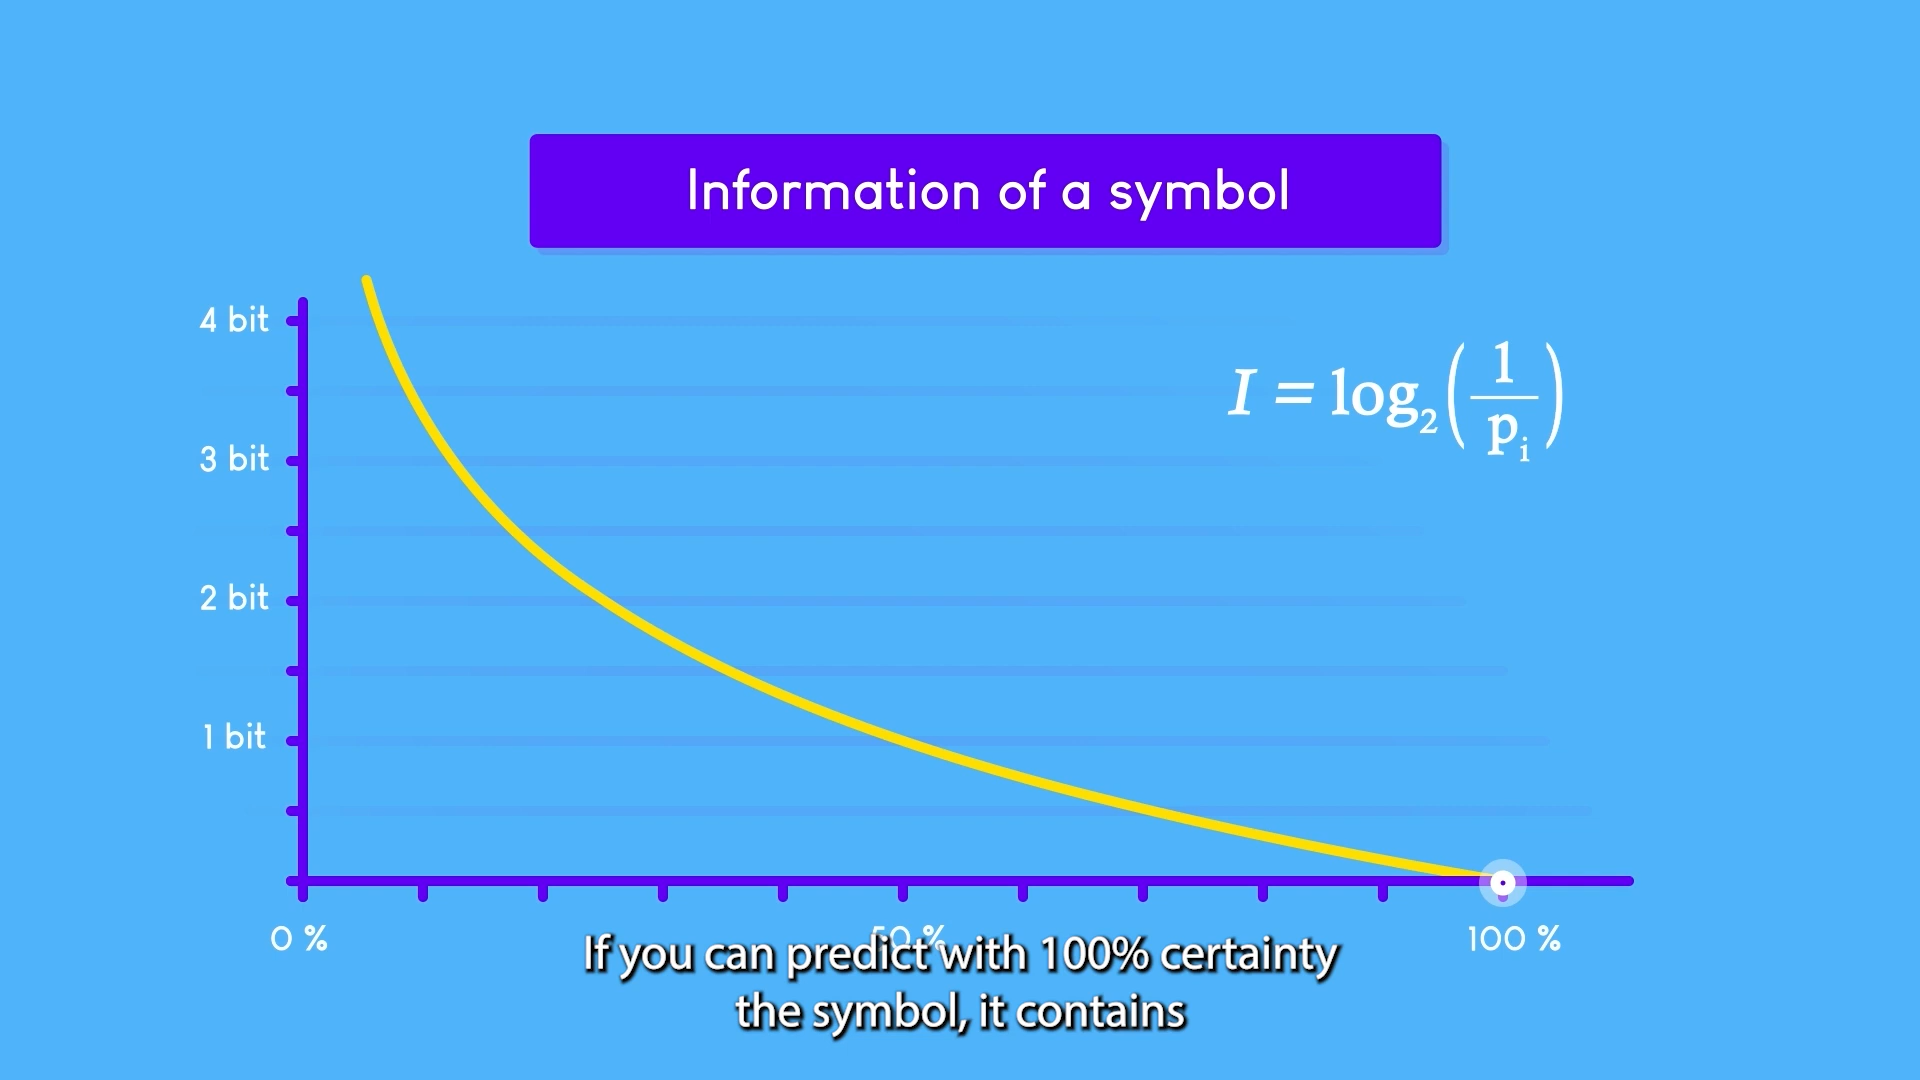 Information of a symbol
4 bit
I = log₂(1/pᵢ)
3 bit
2 bit
1 bit
0 %
50 %
100 %
If you can predict with 100% certainty
the symbol, it contains